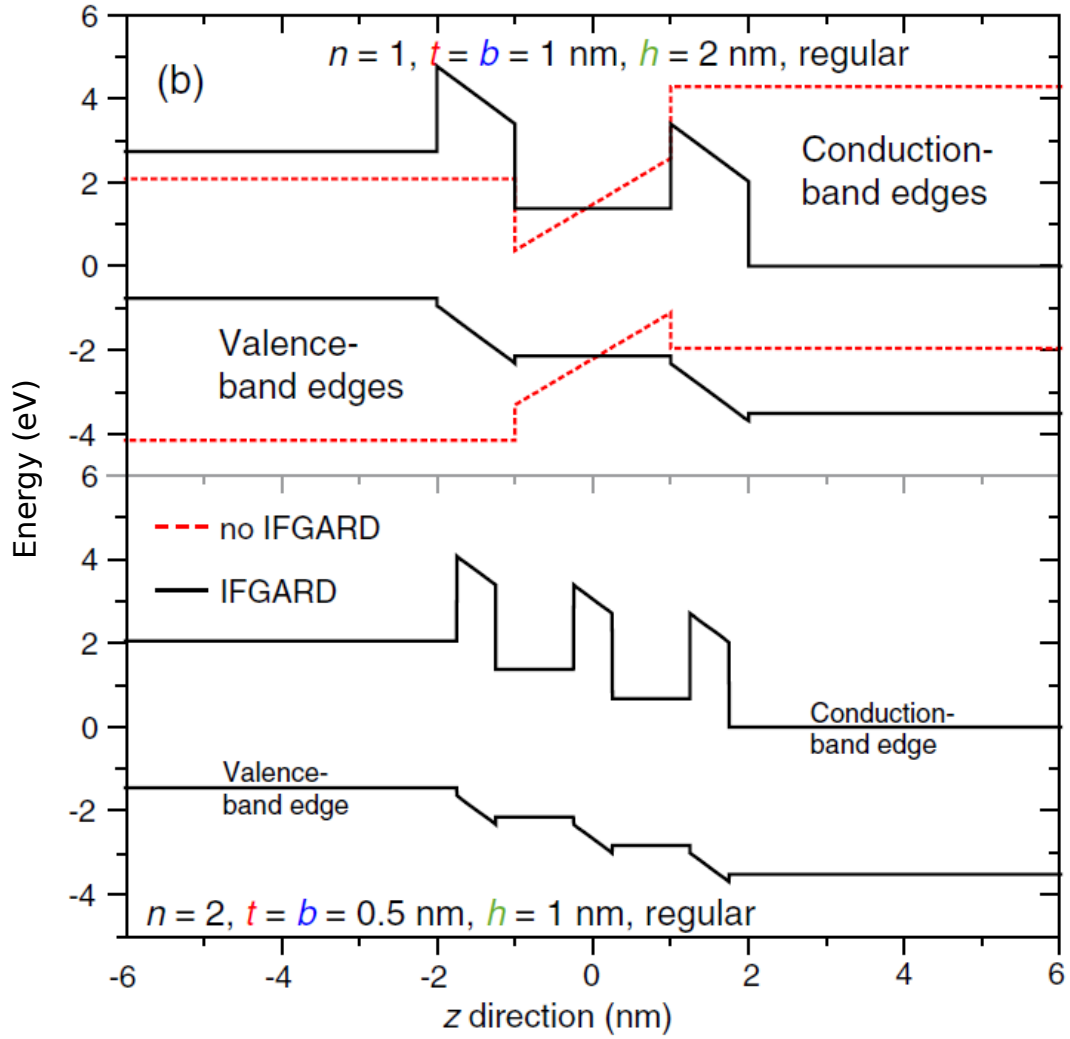 6
n = 1, t = b = 1 nm, h = 2 nm, regular
(b)
4
Conduction-
band edges
2
0
Valence-
band edges
-2
-4
6
Energy (eV)
no IFGARD
4
IFGARD
2
Conduction-
band edge
0
Valence-
band edge
-2
-4
n = 2, t = b = 0.5 nm, h = 1 nm, regular
-6 -4 -2 0 2 4 6
z direction (nm)